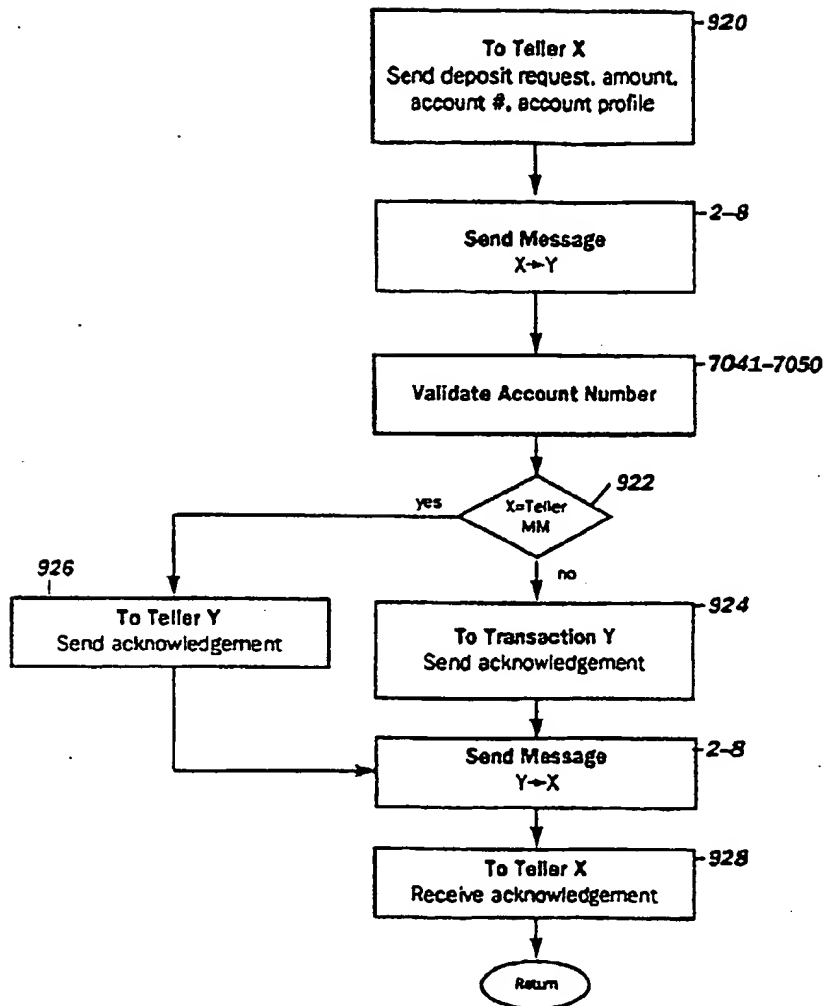 920
To Teller X
Send deposit request, amount,
account #, account profile
2-8
Send Message
X→Y
7041-7050
Validate Account Number
922
X=Teller
MM
yes
no
926
To Teller Y
Send acknowledgement
924
To Transaction Y
Send acknowledgement
2-8
Send Message
Y→X
928
To Teller X
Receive acknowledgement
Return